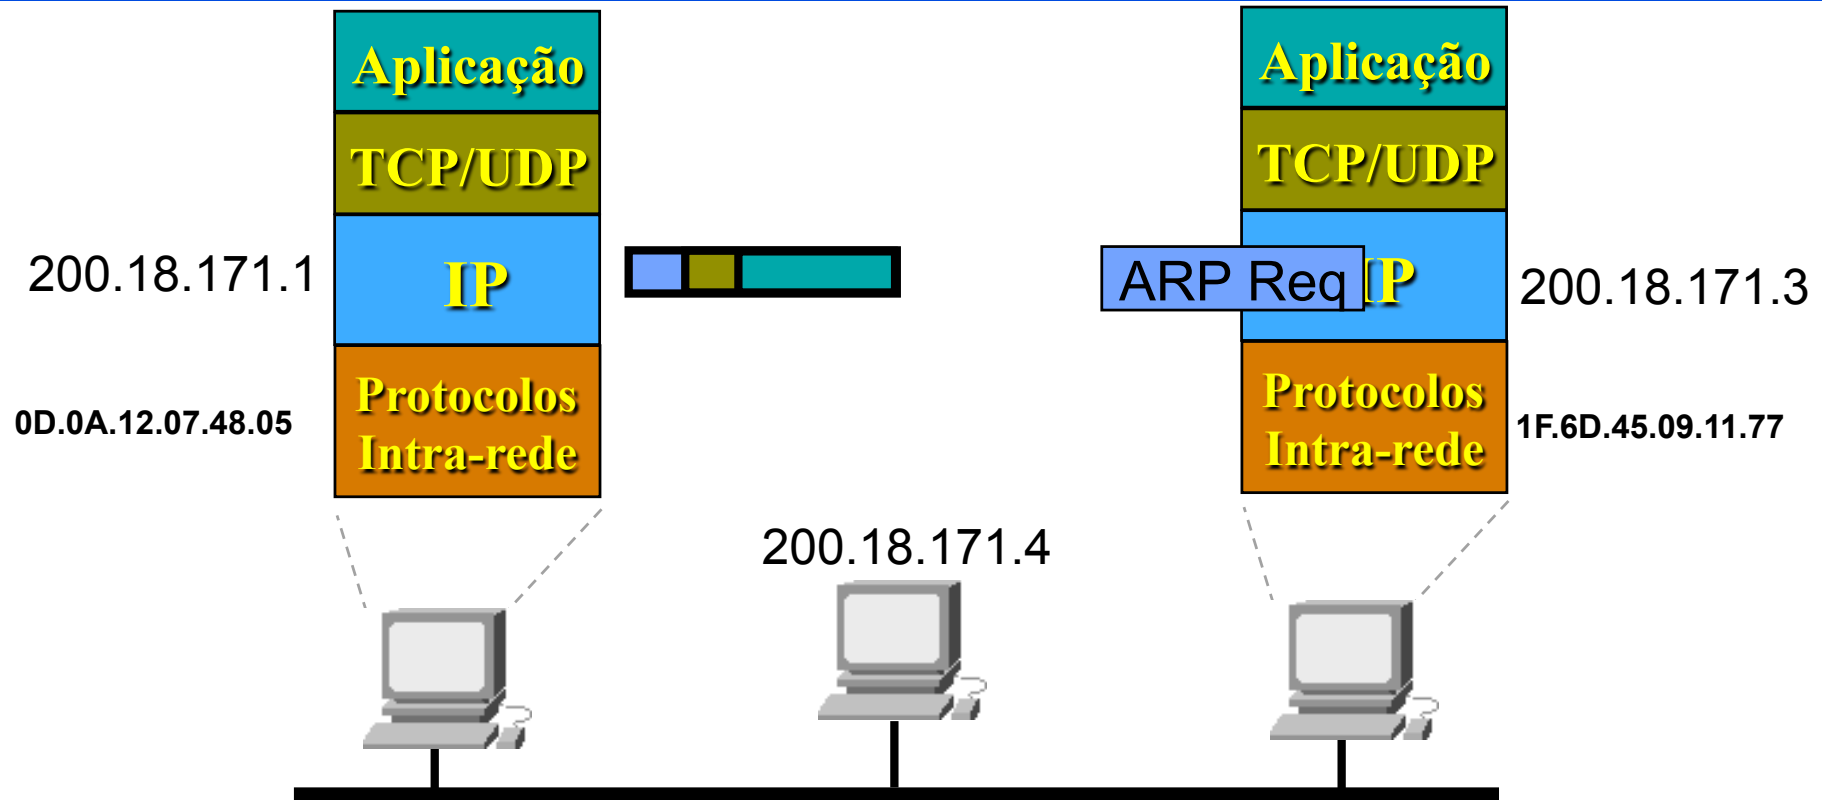 Aplicação
TCP/UDP
200.18.171.1
IP
Protocolos
Intra-rede
0D.0A.12.07.48.05
Aplicação
TCP/UDP
ARP Req
IP
200.18.171.3
Protocolos
Intra-rede
1F.6D.45.09.11.77
200.18.171.4